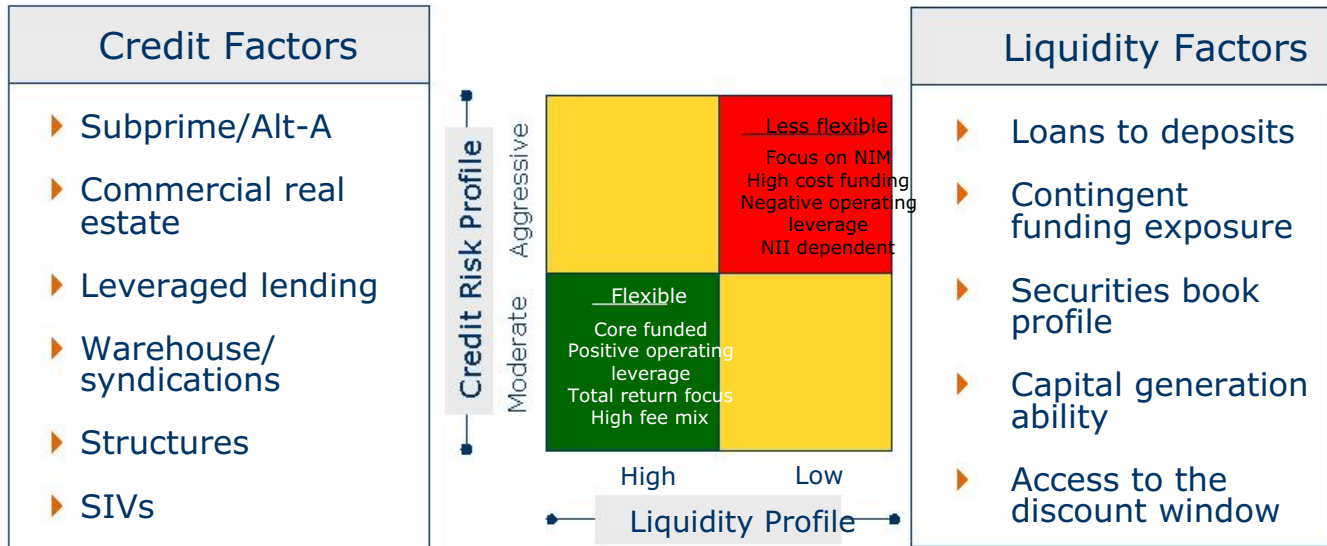 Credit Factors
Subprime/Alt-A
Commercial real
estate
Leveraged lending
Warehouse/
syndications
Structures
SIVs
Credit Risk Profile
Aggressive
Moderate
Less flexible
Focus on NIM
High cost funding
Negative operating
leverage
NII dependent
Flexible
Core funded
Positive operating
leverage
Total return focus
High fee mix
High
Low
Liquidity Profile
Liquidity Factors
Loans to deposits
Contingent
funding exposure
Securities book
profile
Capital generation
ability
Access to the
discount window